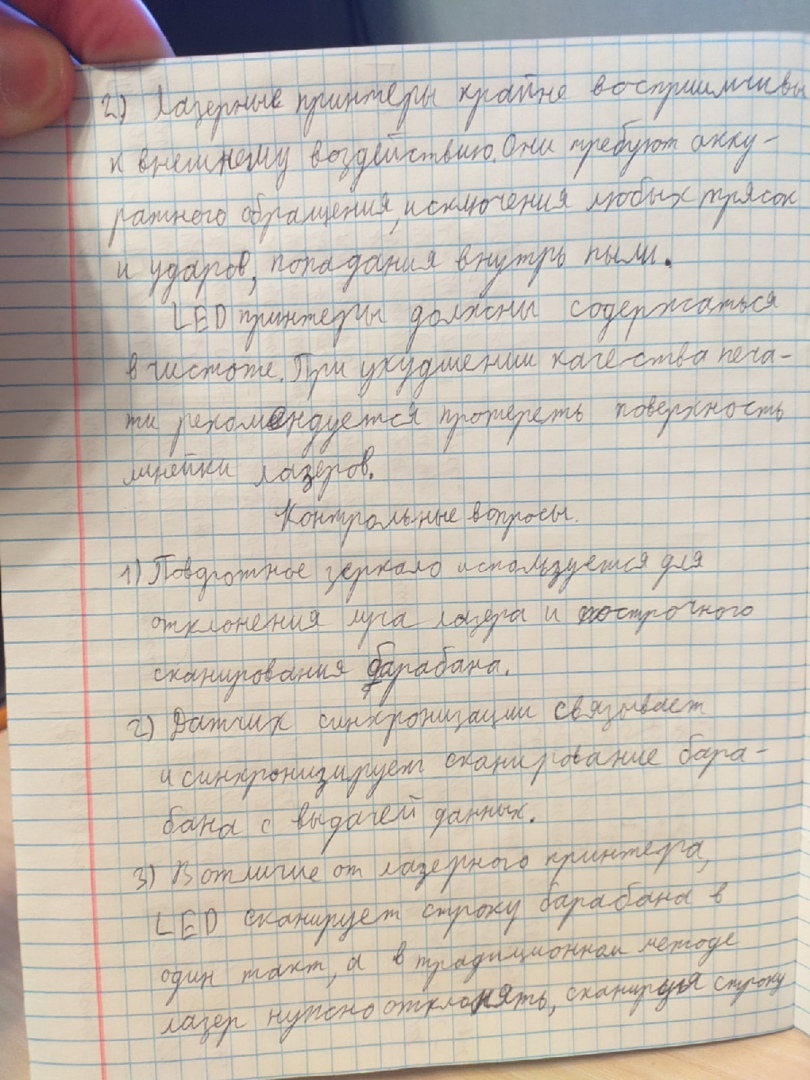 2) Лазерные принтеры крайне восприимчивы
к внешнему воздействию. Они требуют акку-
ратного обращения, исключения любых трясок
и ударов, попадания внутрь пыли.
LED принтеры должны содержаться
в чистоте. При ухудшении качества печа-
ти рекомендуется протереть поверхность
линейки лазеров.
Контрольные вопросы.
1) Поворотное зеркало используется для
отклонения луча лазера и построчного
сканирования барабана.
2) Датчик синхронизации связывает
и синхронизирует сканирование бара-
бана с выдачей данных.
3) В отличие от лазерного принтера,
LED сканирует строку барабана в
один такт, а в традиционном методе
лазер нужно отклонять, сканируя строку